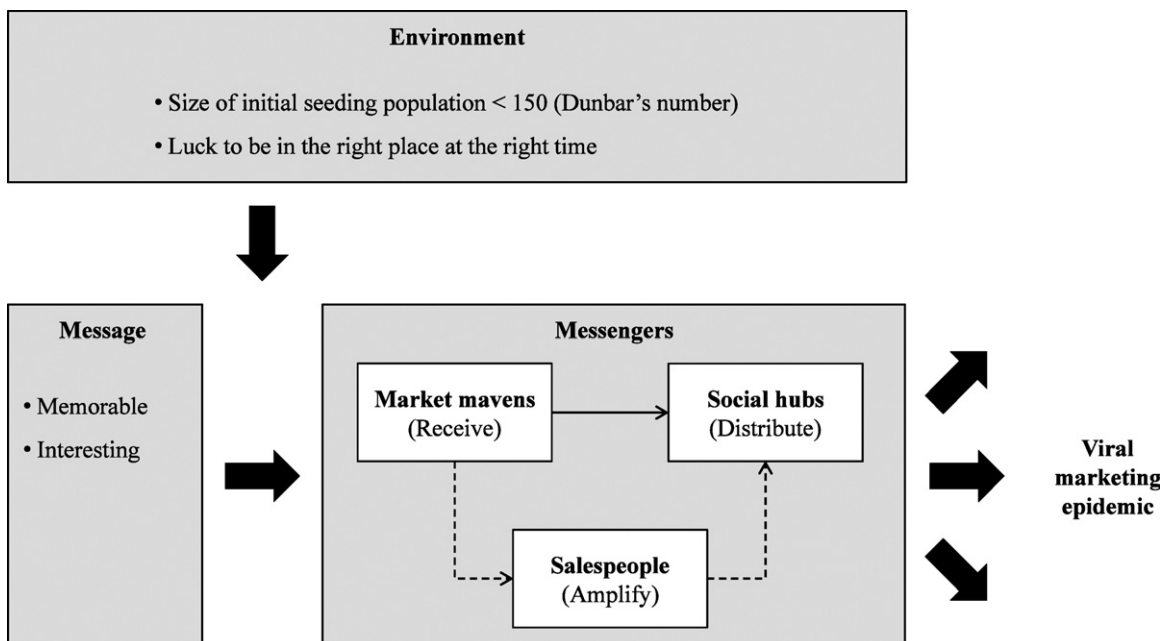 Environment
• Size of initial seeding population < 150 (Dunbar’s number)
• Luck to be in the right place at the right time
Message
• Memorable
• Interesting
Messengers
Market mavens
(Receive)
Social hubs
(Distribute)
Salespeople
(Amplify)
Viral
marketing
epidemic